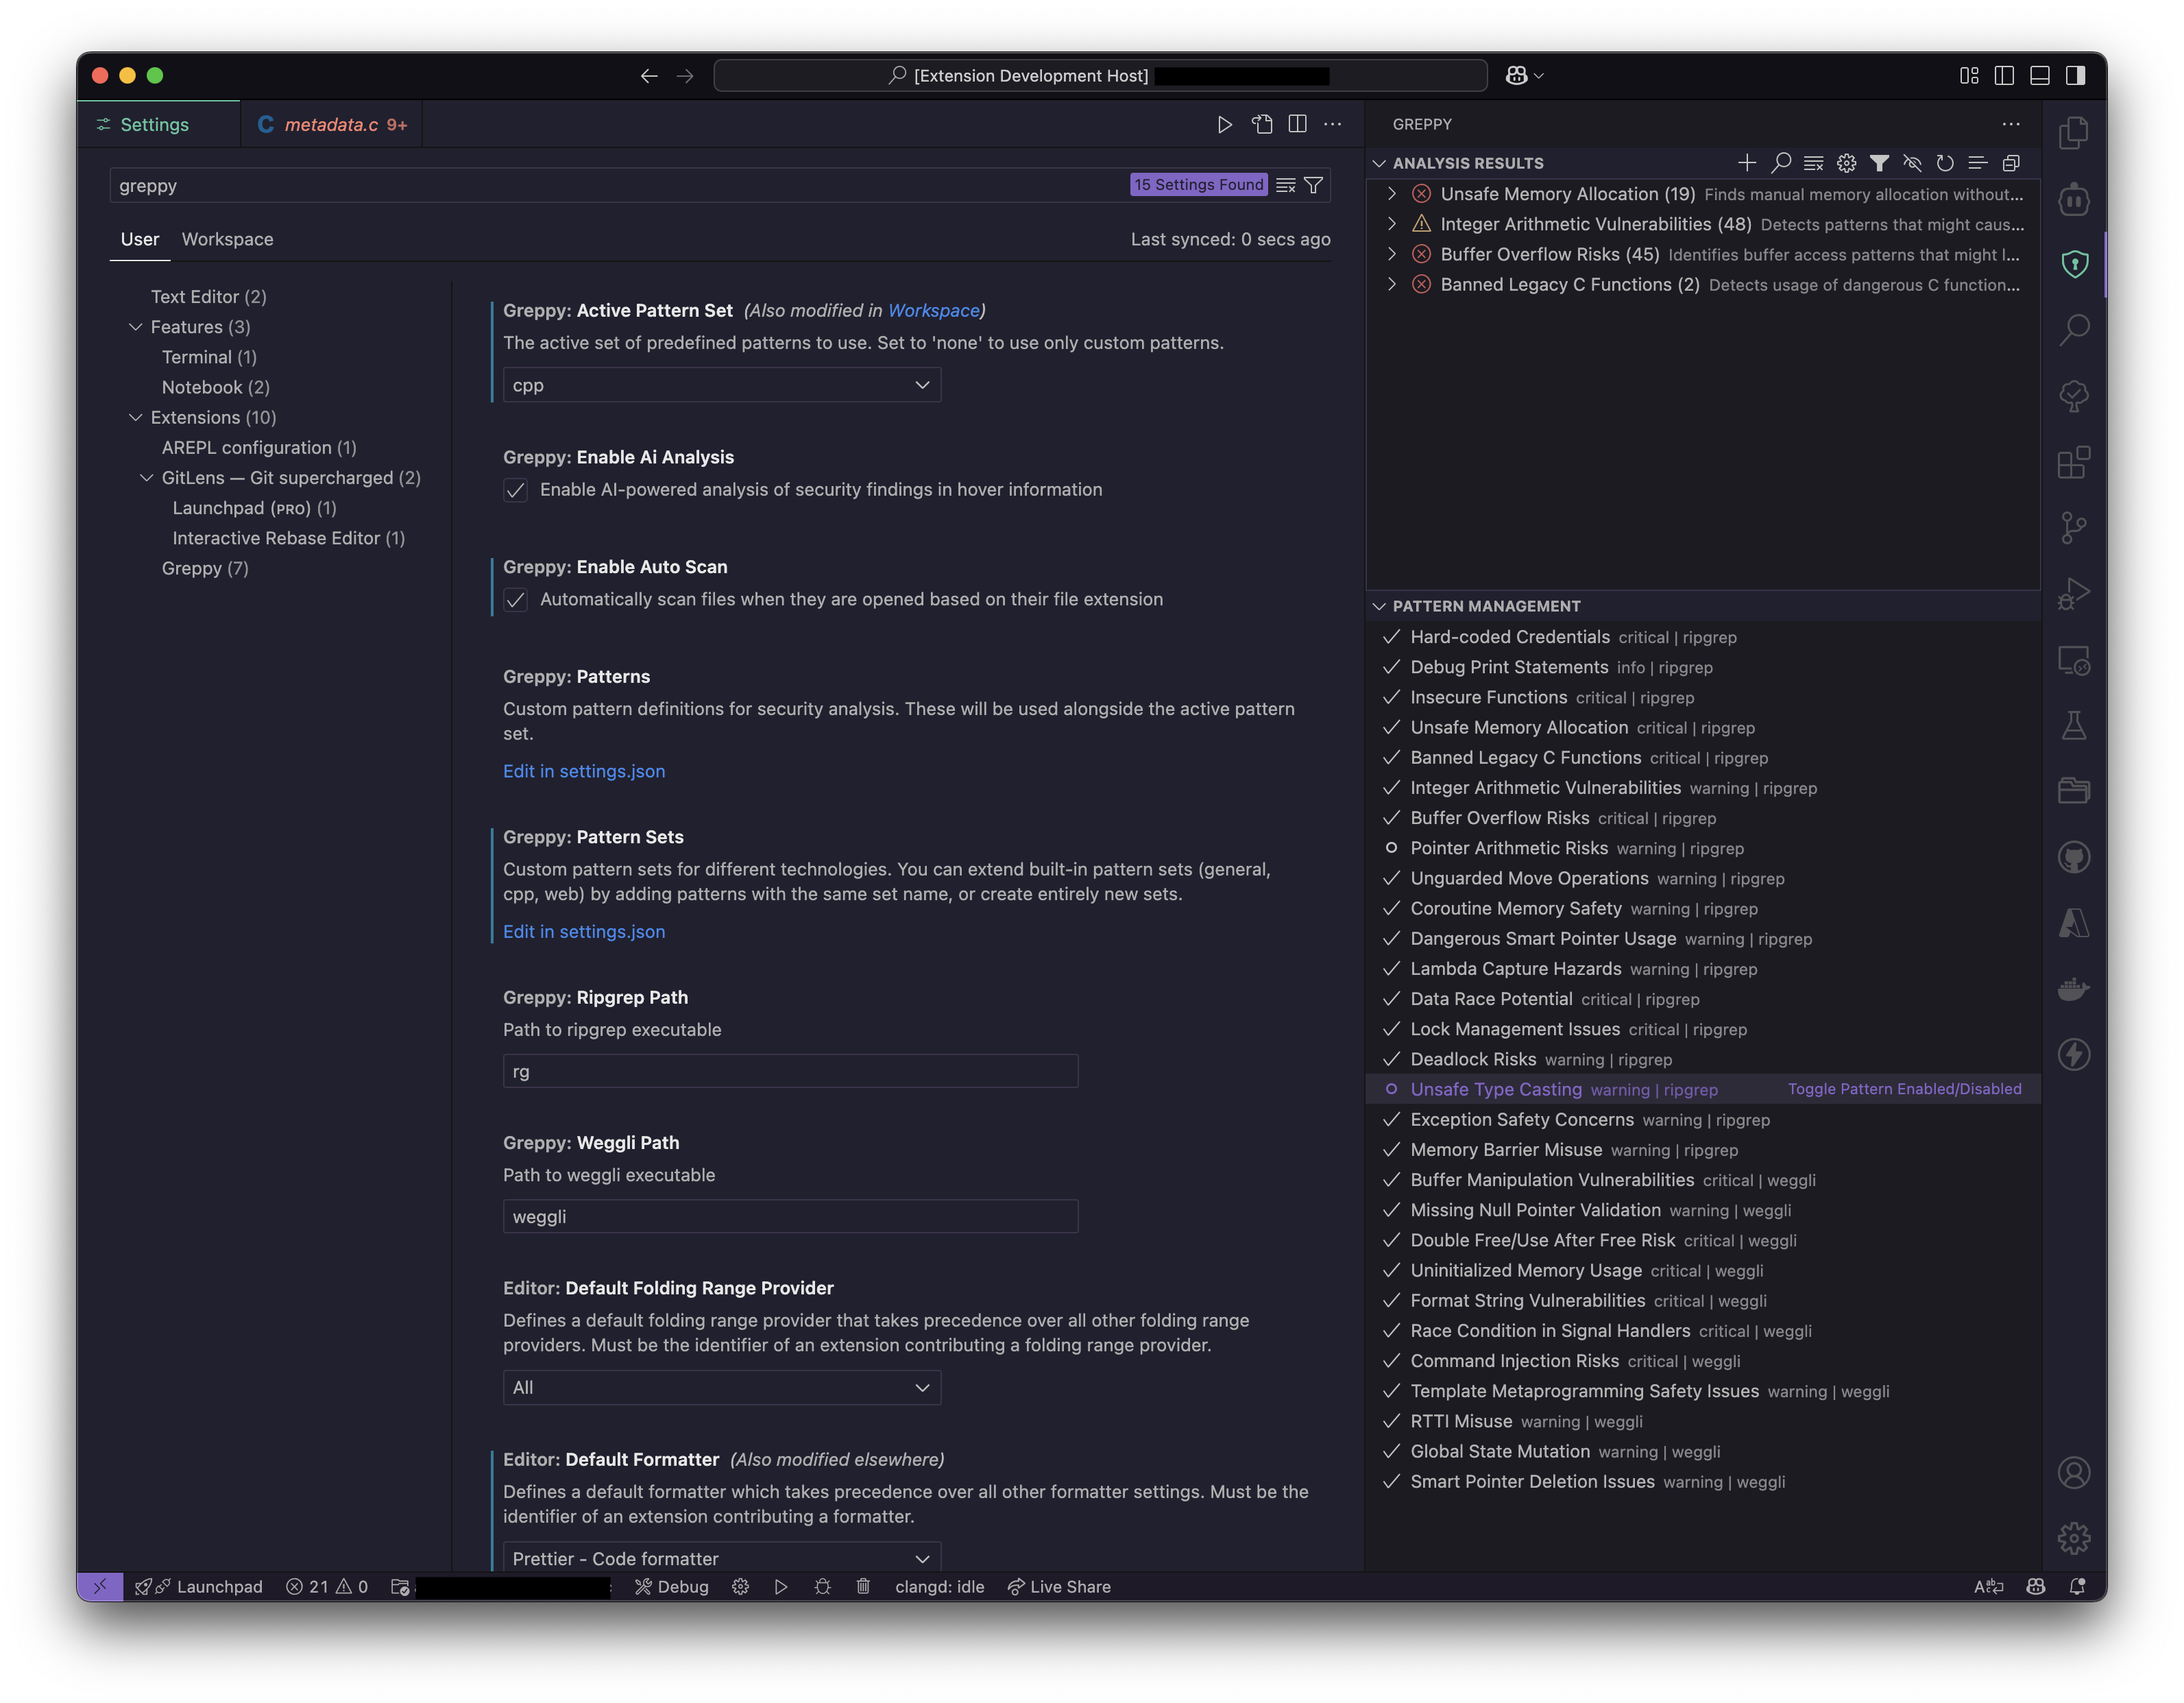 [Extension Development Host]
Settings
C metadata.c 9+
greppy
15 Settings Found
User Workspace
Last synced: 0 secs ago
Text Editor (2)
Features (3)
Terminal (1)
Notebook (2)
Extensions (10)
AREPL configuration (1)
GitLens — Git supercharged (2)
Launchpad (PRO) (1)
Interactive Rebase Editor (1)
Greppy (7)
Greppy: Active Pattern Set (Also modified in Workspace)
The active set of predefined patterns to use. Set to 'none' to use only custom patterns.
cpp
Greppy: Enable Ai Analysis
Enable AI-powered analysis of security findings in hover information
Greppy: Enable Auto Scan
Automatically scan files when they are opened based on their file extension
Greppy: Patterns
Custom pattern definitions for security analysis. These will be used alongside the active pattern
set.
Edit in settings.json
Greppy: Pattern Sets
Custom pattern sets for different technologies. You can extend built-in pattern sets (general,
cpp, web) by adding patterns with the same set name, or create entirely new sets.
Edit in settings.json
Greppy: Ripgrep Path
Path to ripgrep executable
rg
Greppy: Weggli Path
Path to weggli executable
weggli
Editor: Default Folding Range Provider
Defines a default folding range provider that takes precedence over all other folding range
providers. Must be the identifier of an extension contributing a folding range provider.
All
Editor: Default Formatter (Also modified elsewhere)
Defines a default formatter which takes precedence over all other formatter settings. Must be the
identifier of an extension contributing a formatter.
Prettier - Code formatter
GREPPY
ANALYSIS RESULTS
Unsafe Memory Allocation (19) Finds manual memory allocation without...
Integer Arithmetic Vulnerabilities (48) Detects patterns that might caus...
Buffer Overflow Risks (45) Identifies buffer access patterns that might l...
Banned Legacy C Functions (2) Detects usage of dangerous C function...
PATTERN MANAGEMENT
Hard-coded Credentials critical | ripgrep
Debug Print Statements info | ripgrep
Insecure Functions critical | ripgrep
Unsafe Memory Allocation critical | ripgrep
Banned Legacy C Functions critical | ripgrep
Integer Arithmetic Vulnerabilities warning | ripgrep
Buffer Overflow Risks critical | ripgrep
Pointer Arithmetic Risks warning | ripgrep
Unguarded Move Operations warning | ripgrep
Coroutine Memory Safety warning | ripgrep
Dangerous Smart Pointer Usage warning | ripgrep
Lambda Capture Hazards warning | ripgrep
Data Race Potential critical | ripgrep
Lock Management Issues critical | ripgrep
Deadlock Risks warning | ripgrep
Unsafe Type Casting warning | ripgrep Toggle Pattern Enabled/Disabled
Exception Safety Concerns warning | ripgrep
Memory Barrier Misuse warning | ripgrep
Buffer Manipulation Vulnerabilities critical | weggli
Missing Null Pointer Validation warning | weggli
Double Free/Use After Free Risk critical | weggli
Uninitialized Memory Usage critical | weggli
Format String Vulnerabilities critical | weggli
Race Condition in Signal Handlers critical | weggli
Command Injection Risks critical | weggli
Template Metaprogramming Safety Issues warning | weggli
RTTI Misuse warning | weggli
Global State Mutation warning | weggli
Smart Pointer Deletion Issues warning | weggli
Launchpad 21 0 Debug clangd: idle Live Share